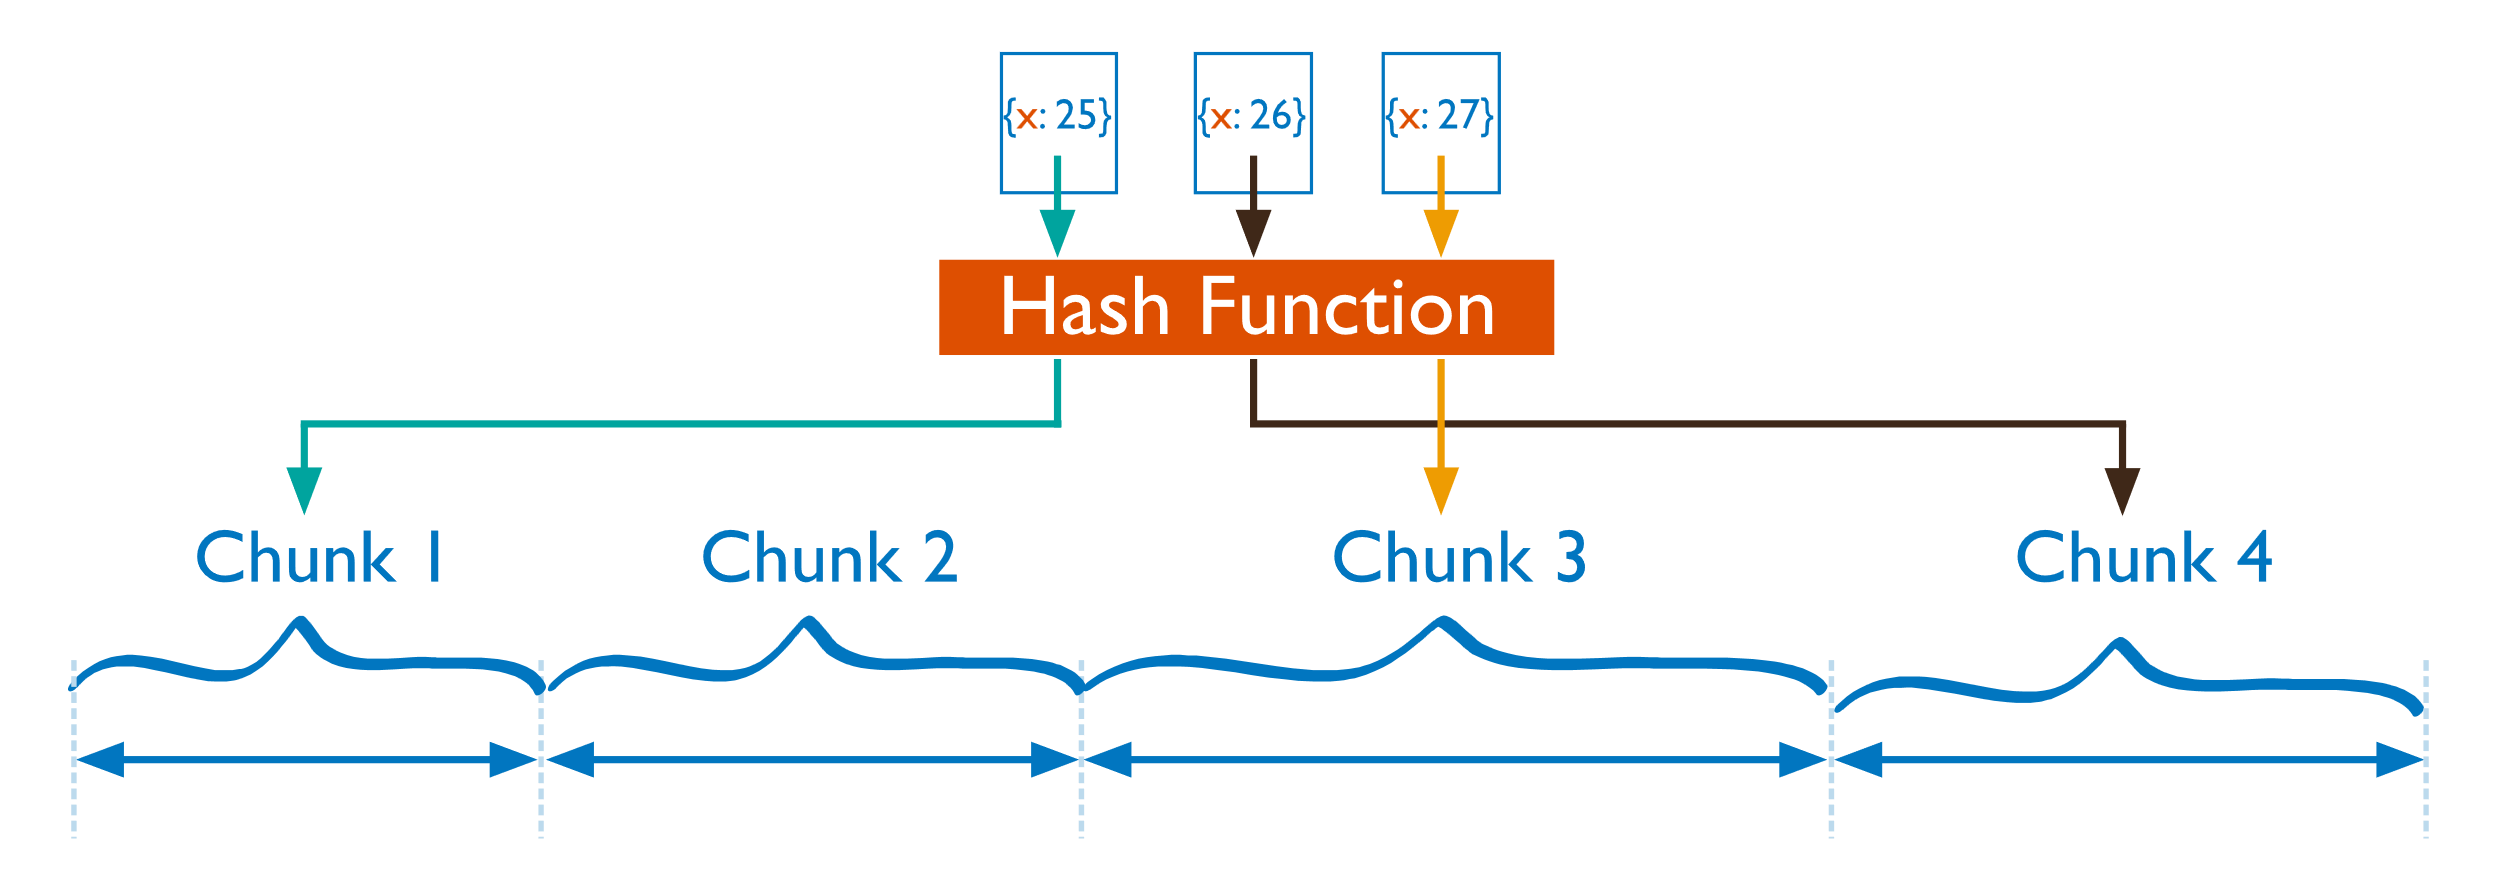 {x: 25} {x: 26} {x: 27}
Hash Function
Chunk 1 Chunk 2 Chunk 3 Chunk 4